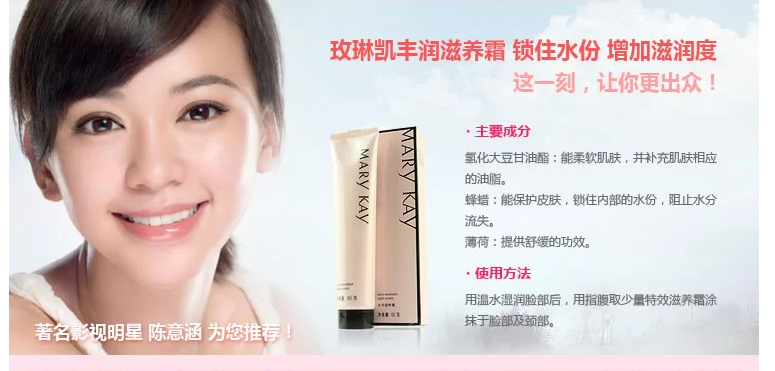 玫琳凯丰润滋养霜 锁住水份 增加滋润度
这一刻，让你更出众！
· 主要成分
氢化大豆甘油酯：能柔软肌肤，并补充肌肤相应
的油脂。
蜂蜡：能保护皮肤，锁住内部的水份，阻止水分
流失。
薄荷：提供舒缓的功效。
· 使用方法
用温水湿润脸部后，用指腹取少量特效滋养霜涂
抹于脸部及颈部。
MARY KAY
MARY KAY
著名影视明星 陈意涵 为您推荐！